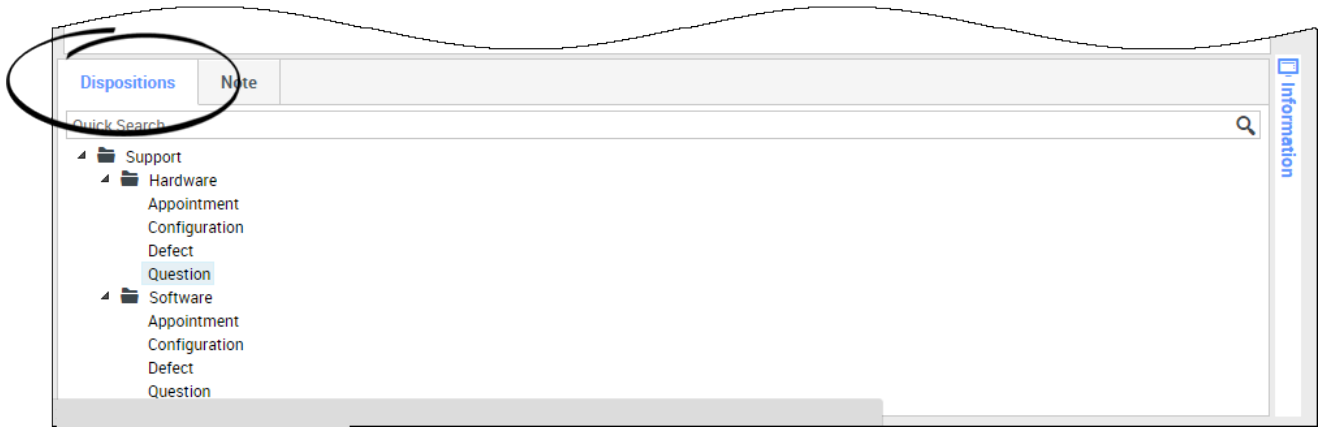 Dispositions Note
Quick Search
Support
Hardware
Appointment
Configuration
Defect
Question
Software
Appointment
Configuration
Defect
Question
Information